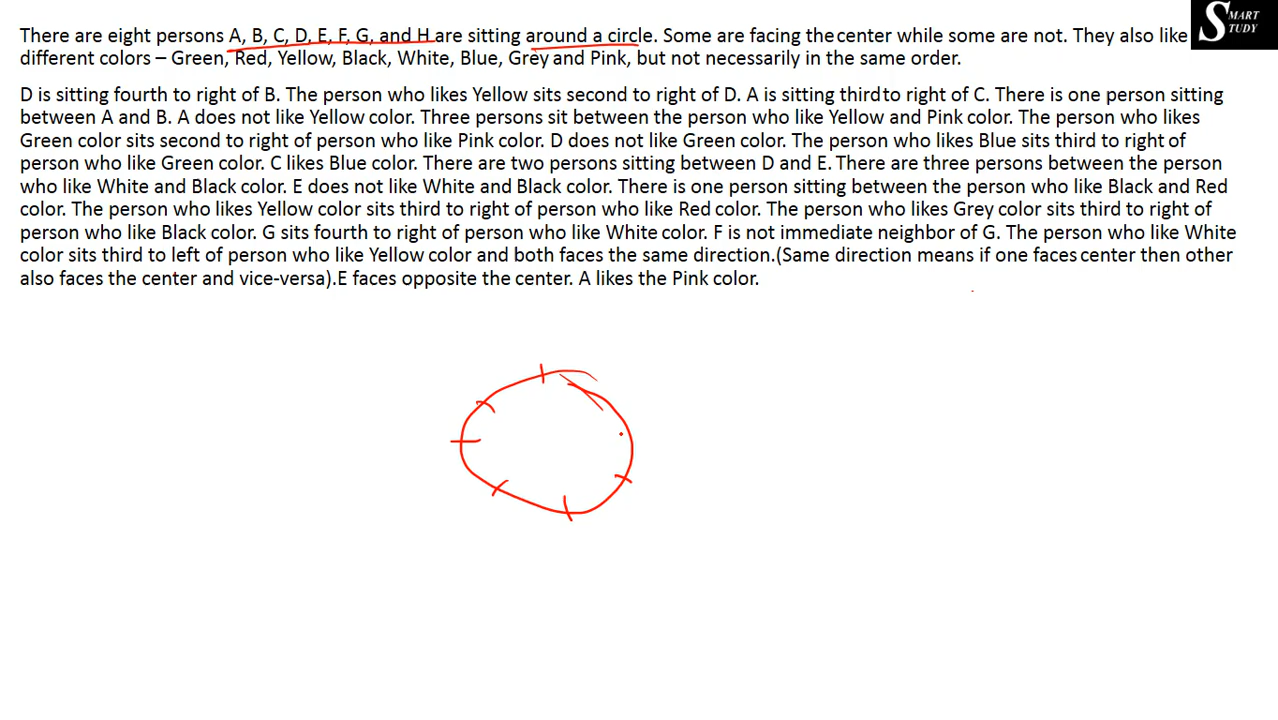 SMART
STUDY
There are eight persons A, B, C, D, E, F, G, and H are sitting around a circle. Some are facing the center while some are not. They also like
different colors – Green, Red, Yellow, Black, White, Blue, Grey and Pink, but not necessarily in the same order.
D is sitting fourth to right of B. The person who likes Yellow sits second to right of D. A is sitting third to right of C. There is one person sitting
between A and B. A does not like Yellow color. Three persons sit between the person who like Yellow and Pink color. The person who likes
Green color sits second to right of person who like Pink color. D does not like Green color. The person who likes Blue sits third to right of
person who like Green color. C likes Blue color. There are two persons sitting between D and E. There are three persons between the person
who like White and Black color. E does not like White and Black color. There is one person sitting between the person who like Black and Red
color. The person who likes Yellow color sits third to right of person who like Red color. The person who likes Grey color sits third to right of
person who like Black color. G sits fourth to right of person who like White color. F is not immediate neighbor of G. The person who like White
color sits third to left of person who like Yellow color and both faces the same direction.(Same direction means if one faces center then other
also faces the center and vice-versa).E faces opposite the center. A likes the Pink color.